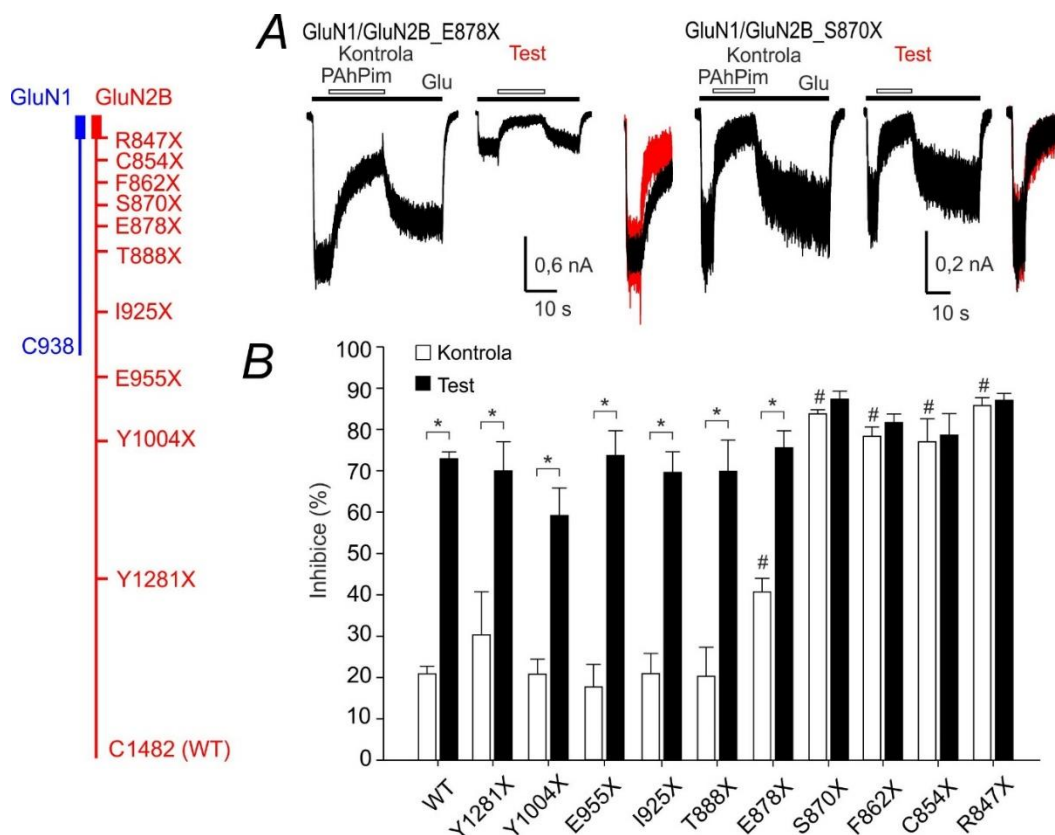 A
GluN1/GluN2B_E878X
Kontrola
Test
PAhPim
Glu
0,6 nA
10 s
GluN1/GluN2B_S870X
Kontrola
Test
PAhPim
Glu
0,2 nA
10 s
GluN1
GluN2B
R847X
C854X
F862X
S870X
E878X
T888X
I925X
C938
E955X
Y1004X
Y1281X
C1482 (WT)
B
Kontrola
Test
Inhibice (%)
100
90
80
70
60
50
40
30
20
10
0
* * * * * * * # # # # #
WT
Y1281X
Y1004X
E955X
I925X
T888X
E878X
S870X
F862X
C854X
R847X